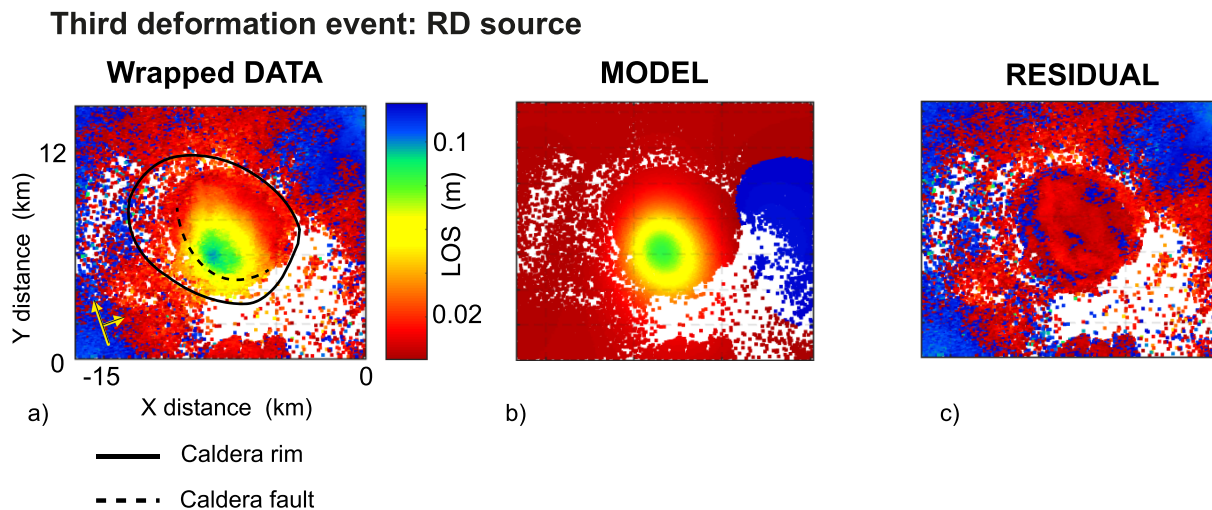 Third deformation event: RD source
Wrapped DATA
MODEL
RESIDUAL
12
0
Y distance (km)
-15
0
X distance (km)
0.1
0.02
LOS (m)
a)
b)
c)
Caldera rim
Caldera fault